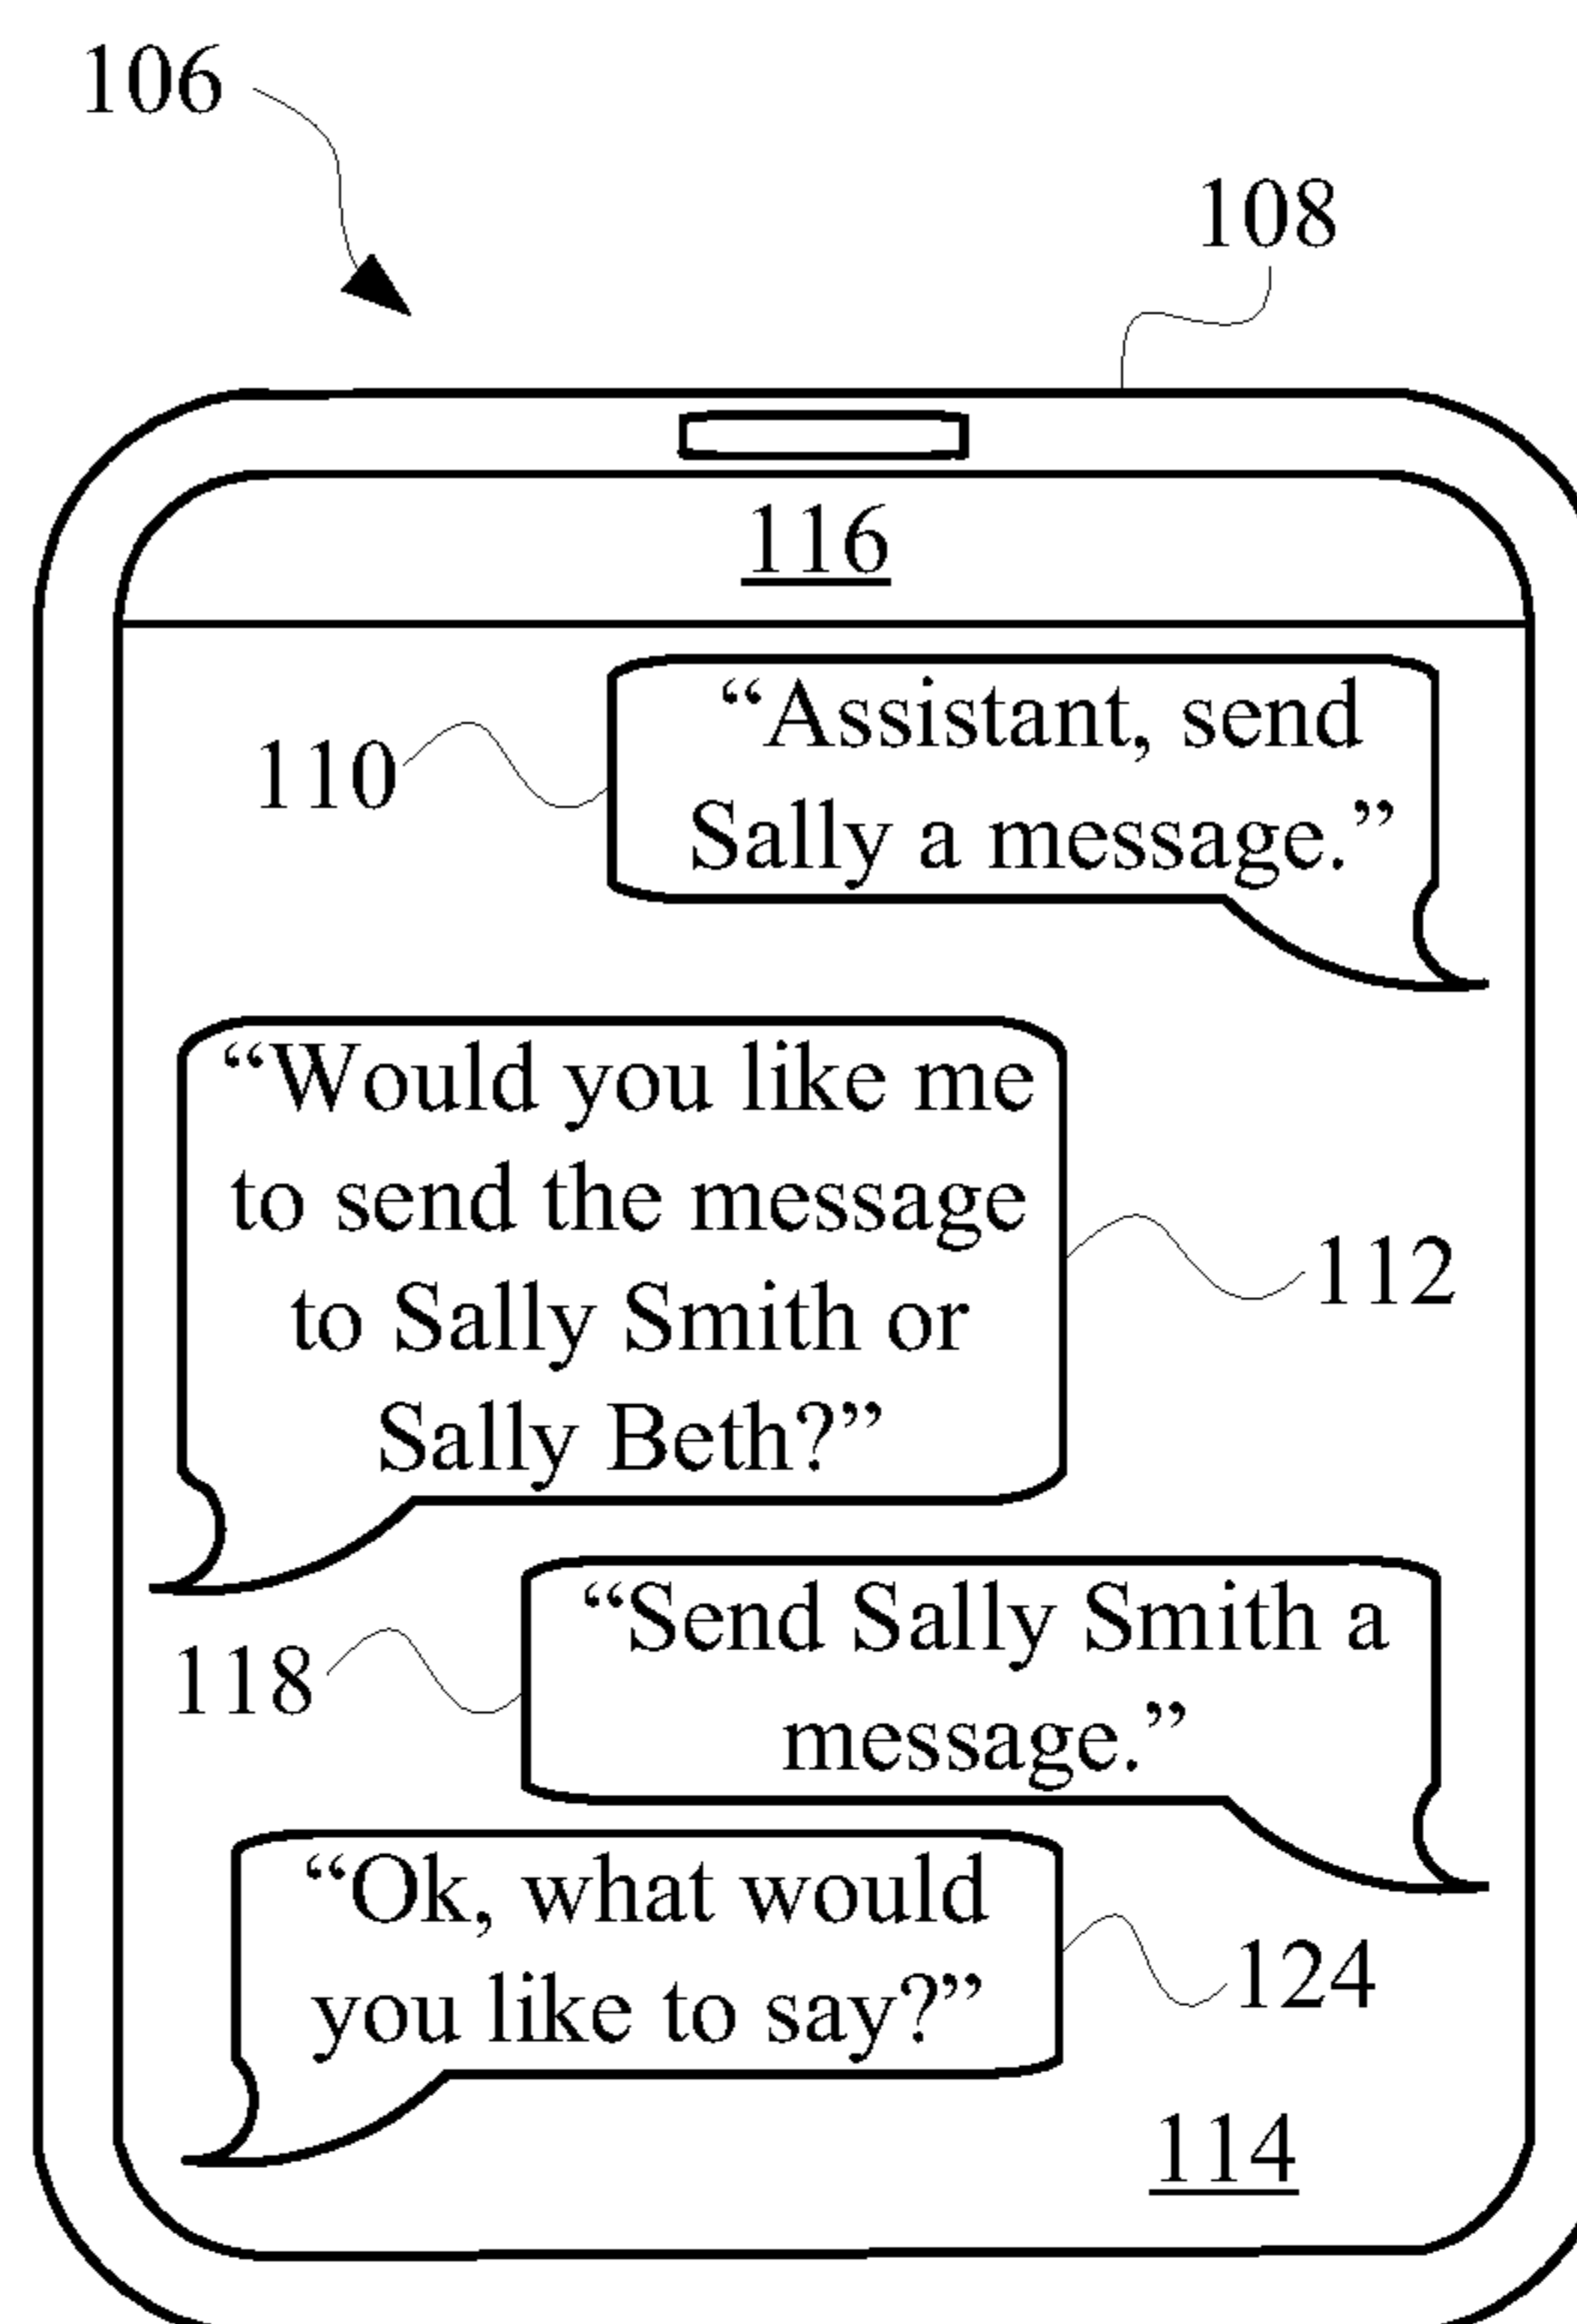 106
108
116
“Assistant, send
Sally a message.”
110
“Would you like me
to send the message
to Sally Smith or
Sally Beth?”
112
“Send Sally Smith a
message.”
118
“Ok, what would
you like to say?”
124
114